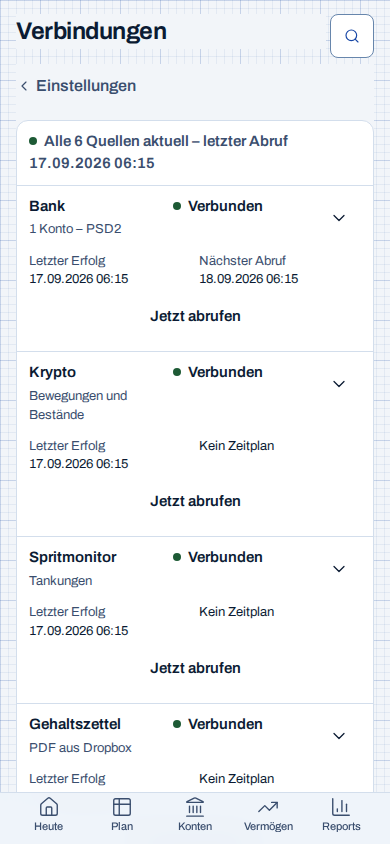 Verbindungen
Einstellungen
Alle 6 Quellen aktuell – letzter Abruf
17.09.2026 06:15
Bank
Verbunden
1 Konto – PSD2
Letzter Erfolg
Nächster Abruf
17.09.2026 06:15
18.09.2026 06:15
Jetzt abrufen
Krypto
Verbunden
Bewegungen und
Bestände
Letzter Erfolg
Kein Zeitplan
17.09.2026 06:15
Jetzt abrufen
Spritmonitor
Verbunden
Tankungen
Letzter Erfolg
Kein Zeitplan
17.09.2026 06:15
Jetzt abrufen
Gehaltszettel
Verbunden
PDF aus Dropbox
Letzter Erfolg
Kein Zeitplan
Heute
Plan
Konten
Vermögen
Reports